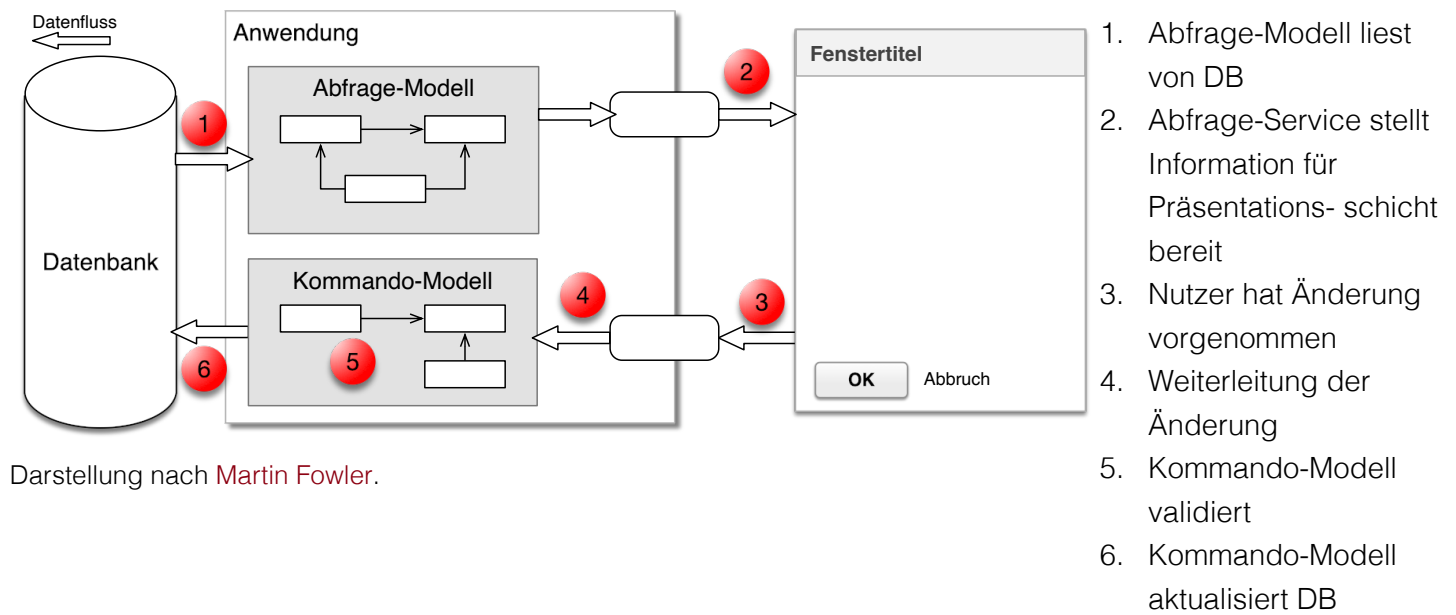 Datenfluss
Anwendung
Abfrage-Modell
1
2
Fenstertitel
Datenbank
Kommando-Modell
4
3
5
6
OK
Abbruch
Darstellung nach Martin Fowler.
1. Abfrage-Modell liest
von DB
2. Abfrage-Service stellt
Information für
Präsentations- schicht
bereit
3. Nutzer hat Änderung
vorgenommen
4. Weiterleitung der
Änderung
5. Kommando-Modell
validiert
6. Kommando-Modell
aktualisiert DB